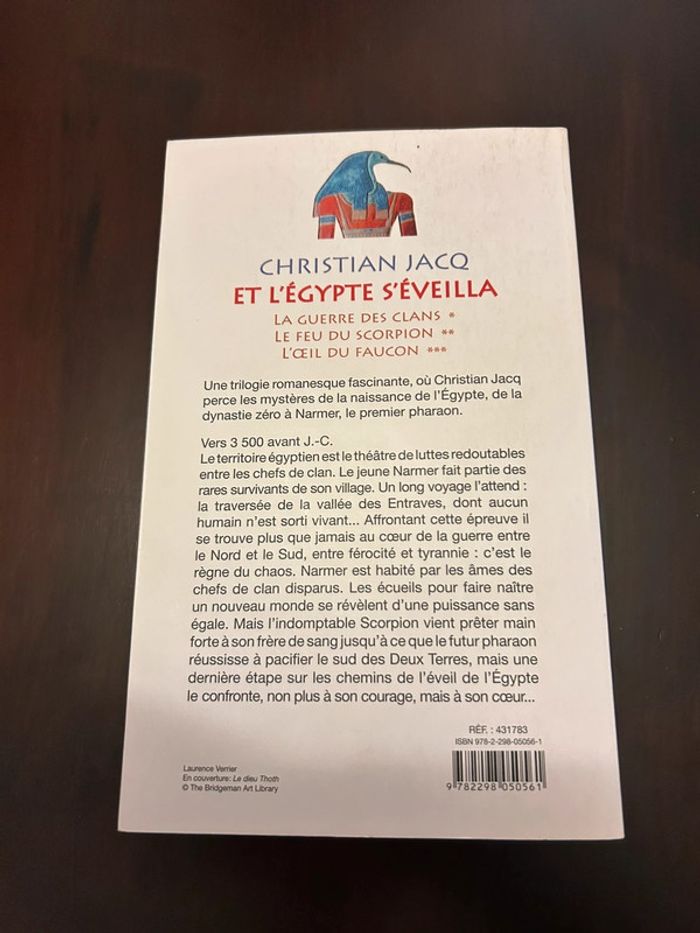 CHRISTIAN JACQ
ET L'ÉGYPTE S'ÉVEILLA
LA GUERRE DES CLANS *
LE FEU DU SCORPION **
L'ŒIL DU FAUCON ***
Une trilogie romanesque fascinante, où Christian Jacq
perce les mystères de la naissance de l'Égypte, de la
dynastie zéro à Narmer, le premier pharaon.
Vers 3 500 avant J.-C.
Le territoire égyptien est le théâtre de luttes redoutables
entre les chefs de clan. Le jeune Narmer fait partie des
rares survivants de son village. Un long voyage l'attend :
la traversée de la vallée des Entraves, dont aucun
humain n'est sorti vivant... Affrontant cette épreuve il
se trouve plus que jamais au cœur de la guerre entre
le Nord et le Sud, entre férocité et tyrannie : c'est le
règne du chaos. Narmer est habité par les âmes des
chefs de clan disparus. Les écueils pour faire naître
un nouveau monde se révèlent d'une puissance sans
égale. Mais l'indomptable Scorpion vient prêter main
forte à son frère de sang jusqu'à ce que le futur pharaon
réussisse à pacifier le sud des Deux Terres, mais une
dernière étape sur les chemins de l'éveil de l'Égypte
le confronte, non plus à son courage, mais à son cœur...
RÉF. : 431783
ISBN 978-2-298-05056-1
9 782298 050561
Laurence Verrier
En couverture: Le dieu Thoth
© The Bridgeman Art Library